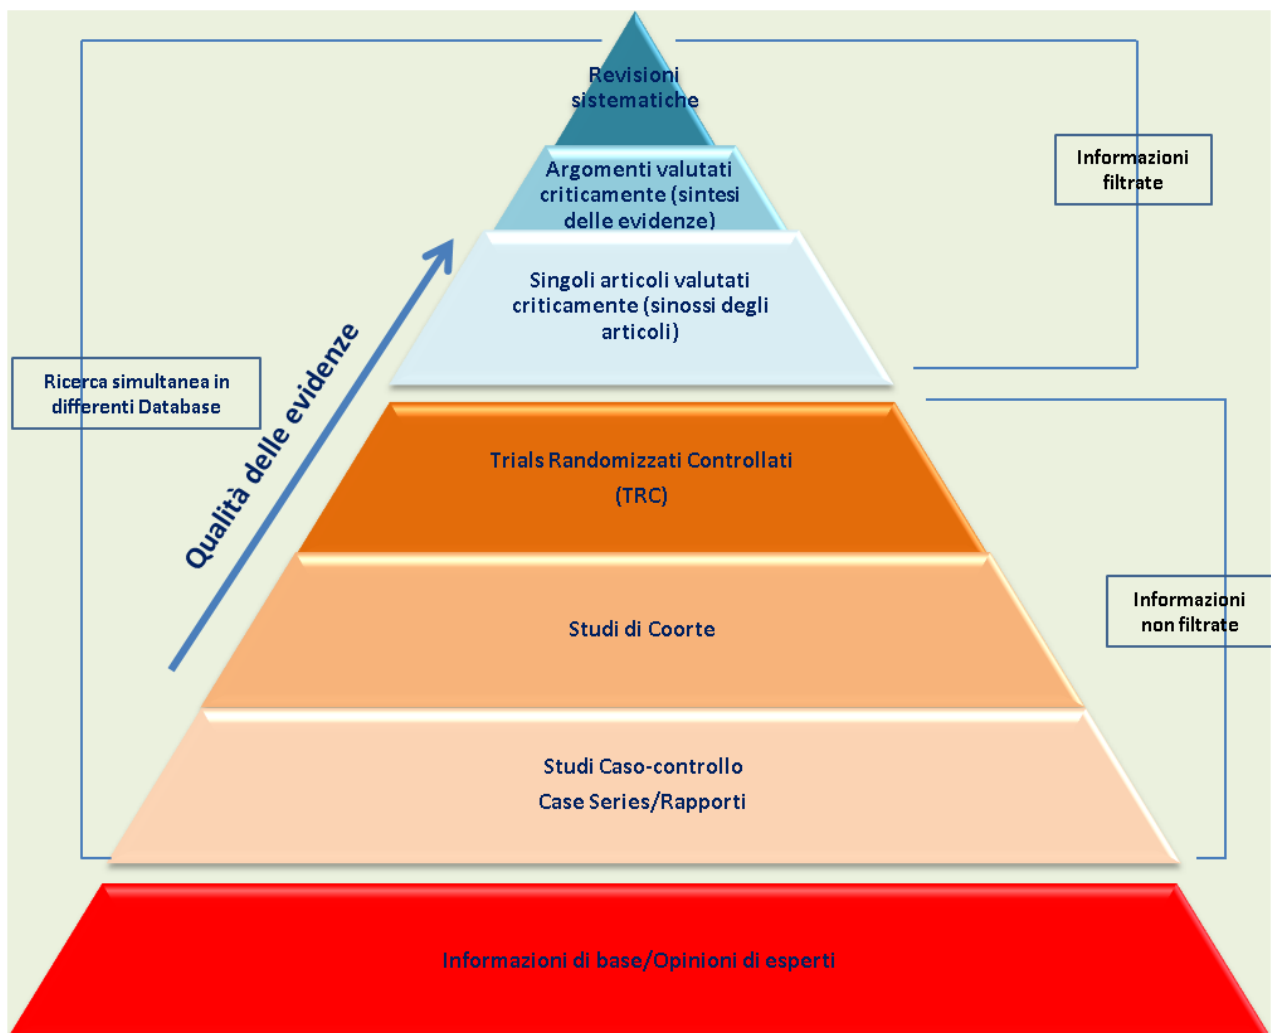 Revisioni
sistematiche
Argomenti valutati
criticamente (sintesi
delle evidenze)
Singoli articoli valutati
criticamente (sinossi degli
articoli)
Informazioni
filtrate
Qualità delle evidenze
Ricerca simultanea in
differenti Database
Trials Randomizzati Controllati
(TRC)
Studi di Coorte
Informazioni
non filtrate
Studi Caso-controllo
Case Series/Rapporti
Informazioni di base/Opinioni di esperti